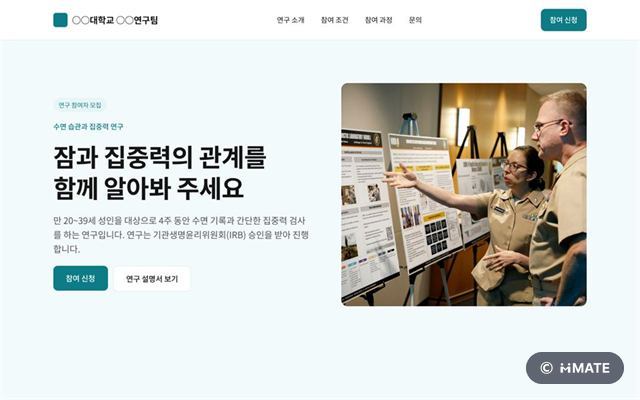 ○○대학교 ○○연구팀
연구 소개 참여 조건 참여 과정 문의
참여 신청
연구 참여자 모집
수면 습관과 집중력 연구
잠과 집중력의 관계를
함께 알아봐 주세요
만 20~39세 성인을 대상으로 4주 동안 수면 기록과 간단한 집중력 검사
를 하는 연구입니다. 연구는 기관생명윤리위원회(IRB) 승인을 받아 진행
합니다.
참여 신청 연구 설명서 보기
© MMATE